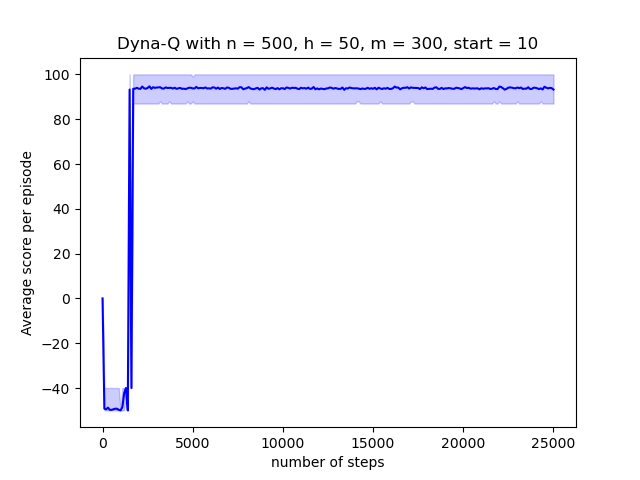 Dyna-Q with n = 500, h = 50, m = 300, start = 10
Average score per episode
100
80
60
40
20
0
−20
−40
0 5000 10000 15000 20000 25000
number of steps